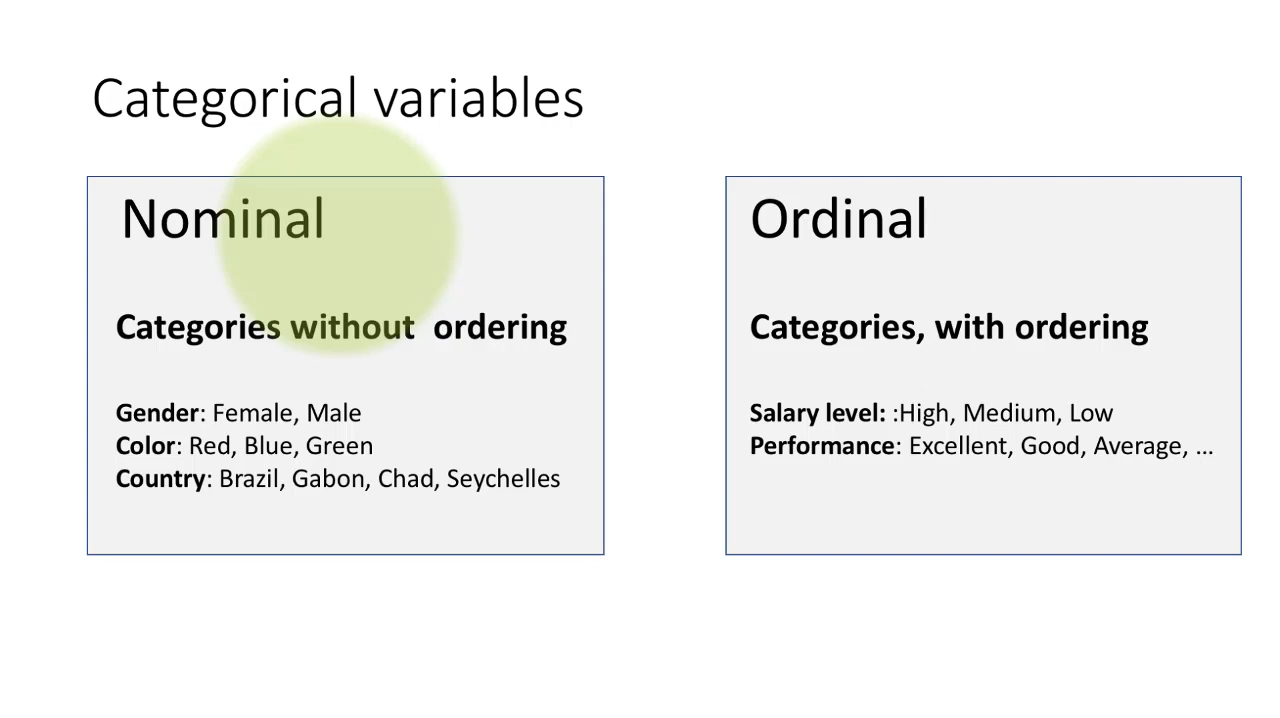 Categorical variables
Nominal
Categories without  ordering
Gender: Female, Male
Color: Red, Blue, Green
Country: Brazil, Gabon, Chad, Seychelles
Ordinal
Categories, with ordering
Salary level: :High, Medium, Low
Performance: Excellent, Good, Average, ...